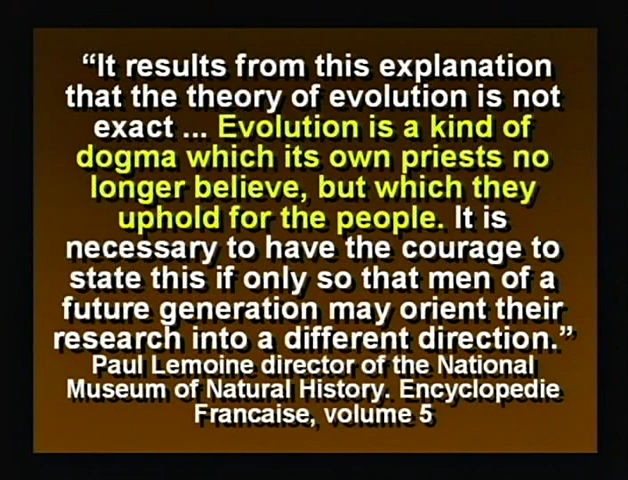 “It results from this explanation
that the theory of evolution is not
exact ... Evolution is a kind of
dogma which its own priests no
longer believe, but which they
uphold for the people. It is
necessary to have the courage to
state this if only so that men of a
future generation may orient their
research into a different direction.”
Paul Lemoine director of the National
Museum of Natural History. Encyclopedie
Francaise, volume 5